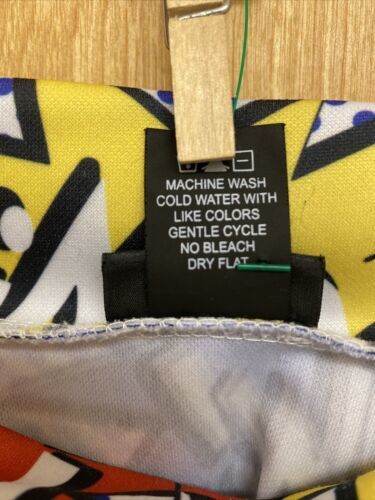 MACHINE WASH
COLD WATER WITH
LIKE COLORS
GENTLE CYCLE
NO BLEACH
DRY FLAT